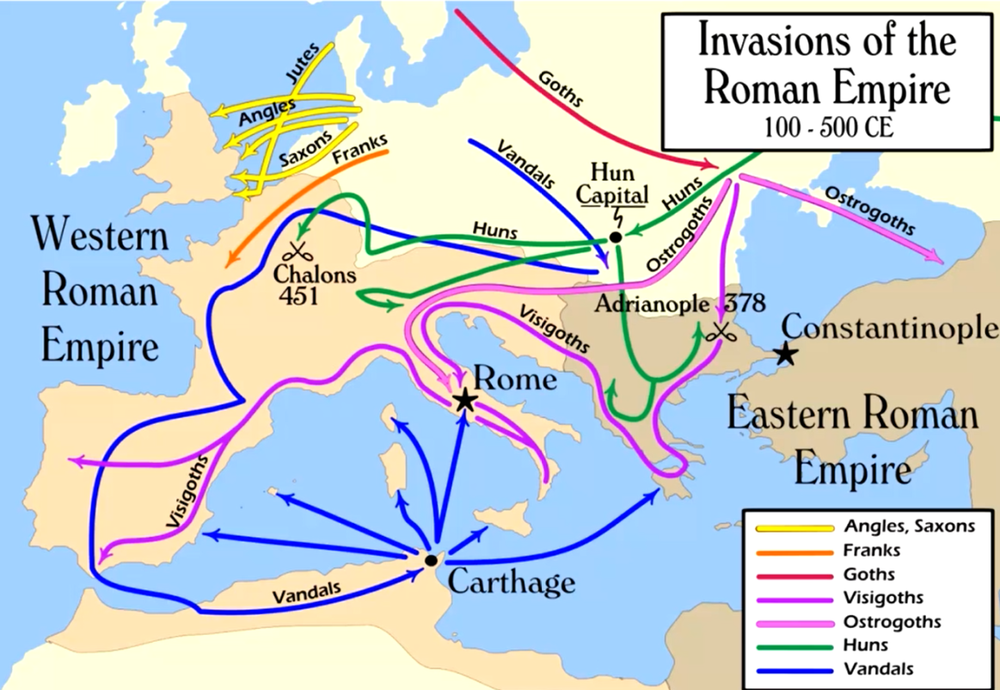 Invasions of the
Roman Empire
100 - 500 CE
Jutes
Angles
Saxons
Franks
Goths
Vandals
Hun
Capital
Huns
Ostrogoths
Ostrogoths
Huns
Western
Roman
Empire
Chalons
451
Adrianople 378
Visigoths
Constantinople
Rome
Eastern Roman
Empire
Visigoths
Carthage
Vandals
Angles, Saxons
Franks
Goths
Visigoths
Ostrogoths
Huns
Vandals